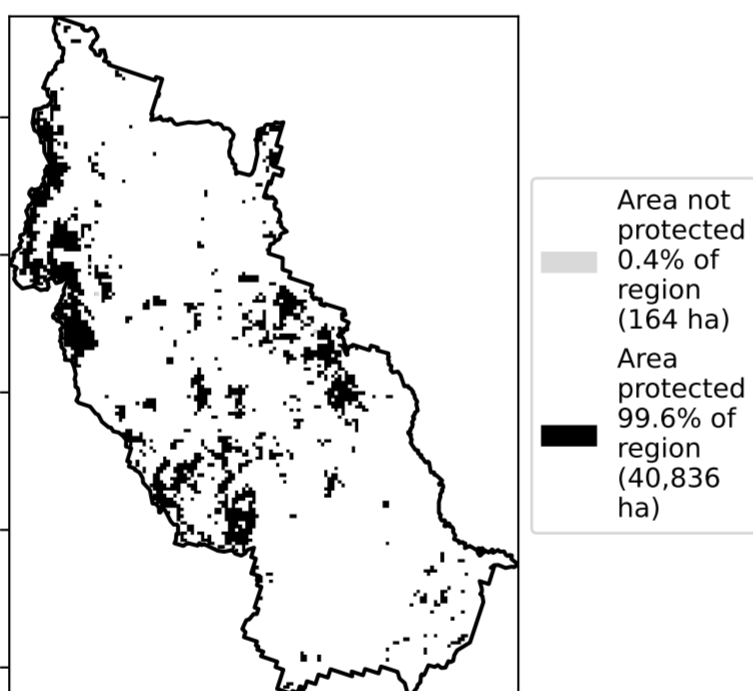 Area not
protected
0.4% of
region
(164 ha)
Area
protected
99.6% of
region
(40,836
ha)